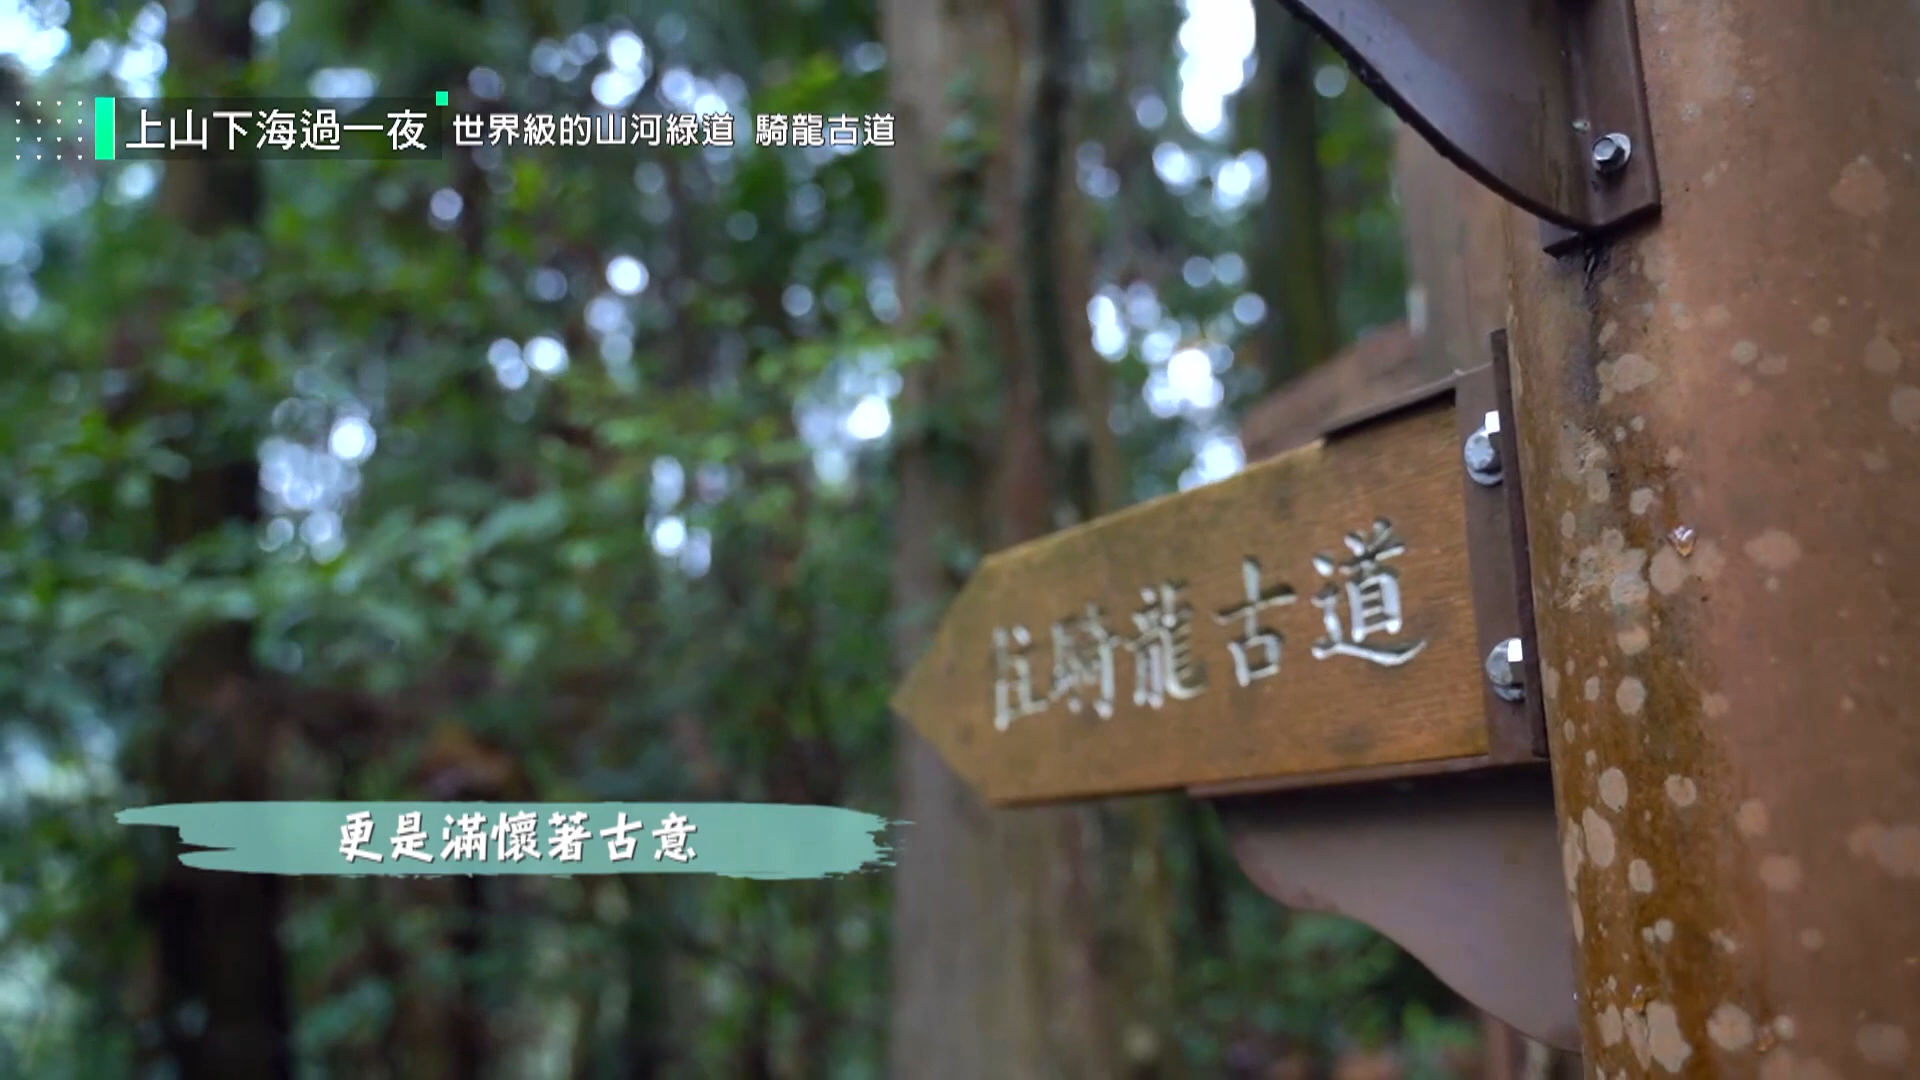 上山下海過一夜 世界級的山河綠道 騎龍古道
往騎龍古道
更是滿懷著古意